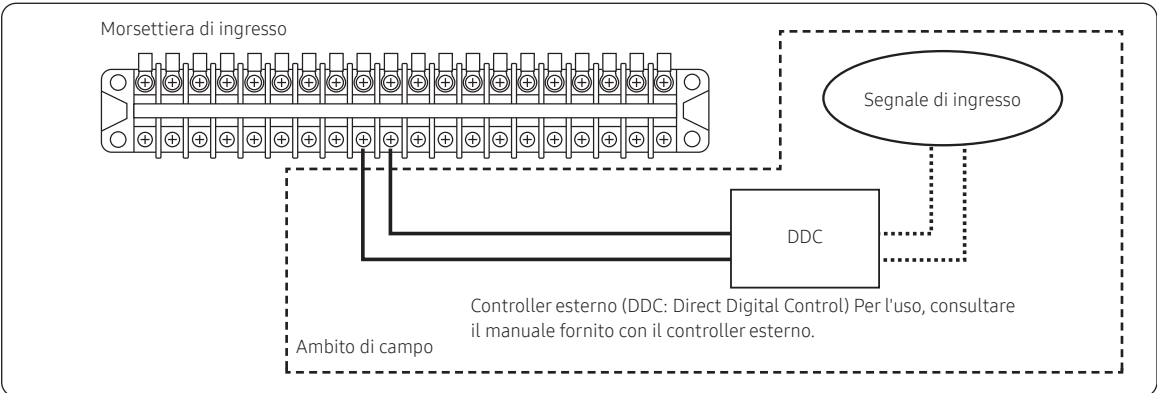 Morsettiera di ingresso
Segnale di ingresso
DDC
Controller esterno (DDC: Direct Digital Control) Per l'uso, consultare
il manuale fornito con il controller esterno.
Ambito di campo